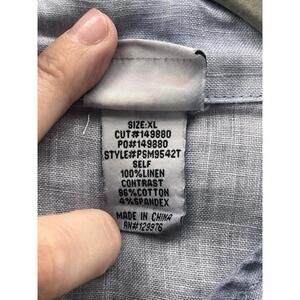 SIZE:XL
CUT#149880
PO#149880
STYLE#PSM9542T
SELF
100%LINEN
CONTRAST
96%COTTON
4%SPANDEX
MADE IN CHINA
RN#129976